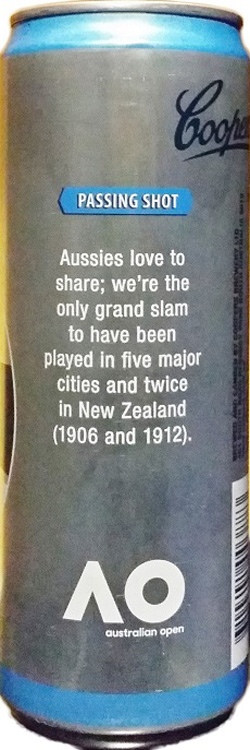 Coope
PASSING SHOT
Aussies love to
share; we're the
only grand slam
to have been
played in five major
cities and twice
in New Zealand
(1906 and 1912).
AO
australian open